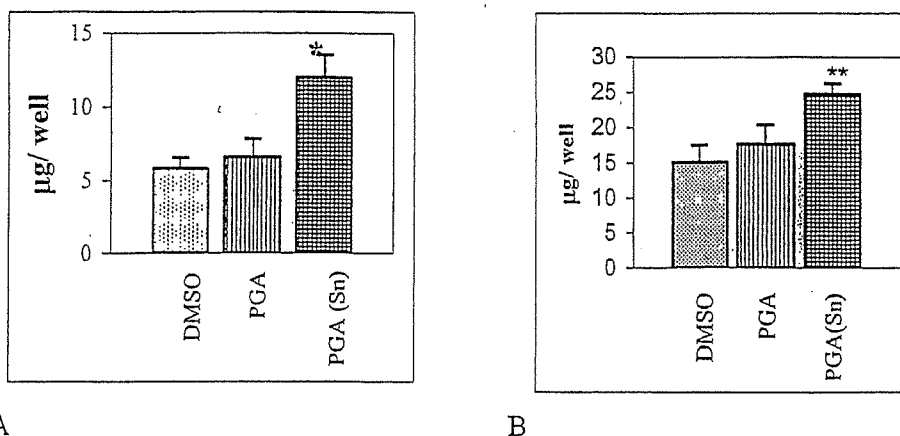 15
10
5
0
µg/ well
*
DMSO
PGA
PGA (Sn)
A
30
25
20
15
10
5
0
µg/ well
**
DMSO
PGA
PGA(Sn)
B